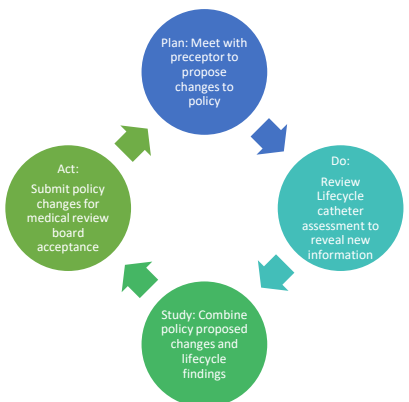 Plan: Meet with
preceptor to
propose
changes to
policy
Do:
Review
Lifecycle
catheter
assessment to
reveal new
information
Study: Combine
policy proposed
changes and
lifecycle
findings
Act:
Submit policy
changes for
medical review
board
acceptance